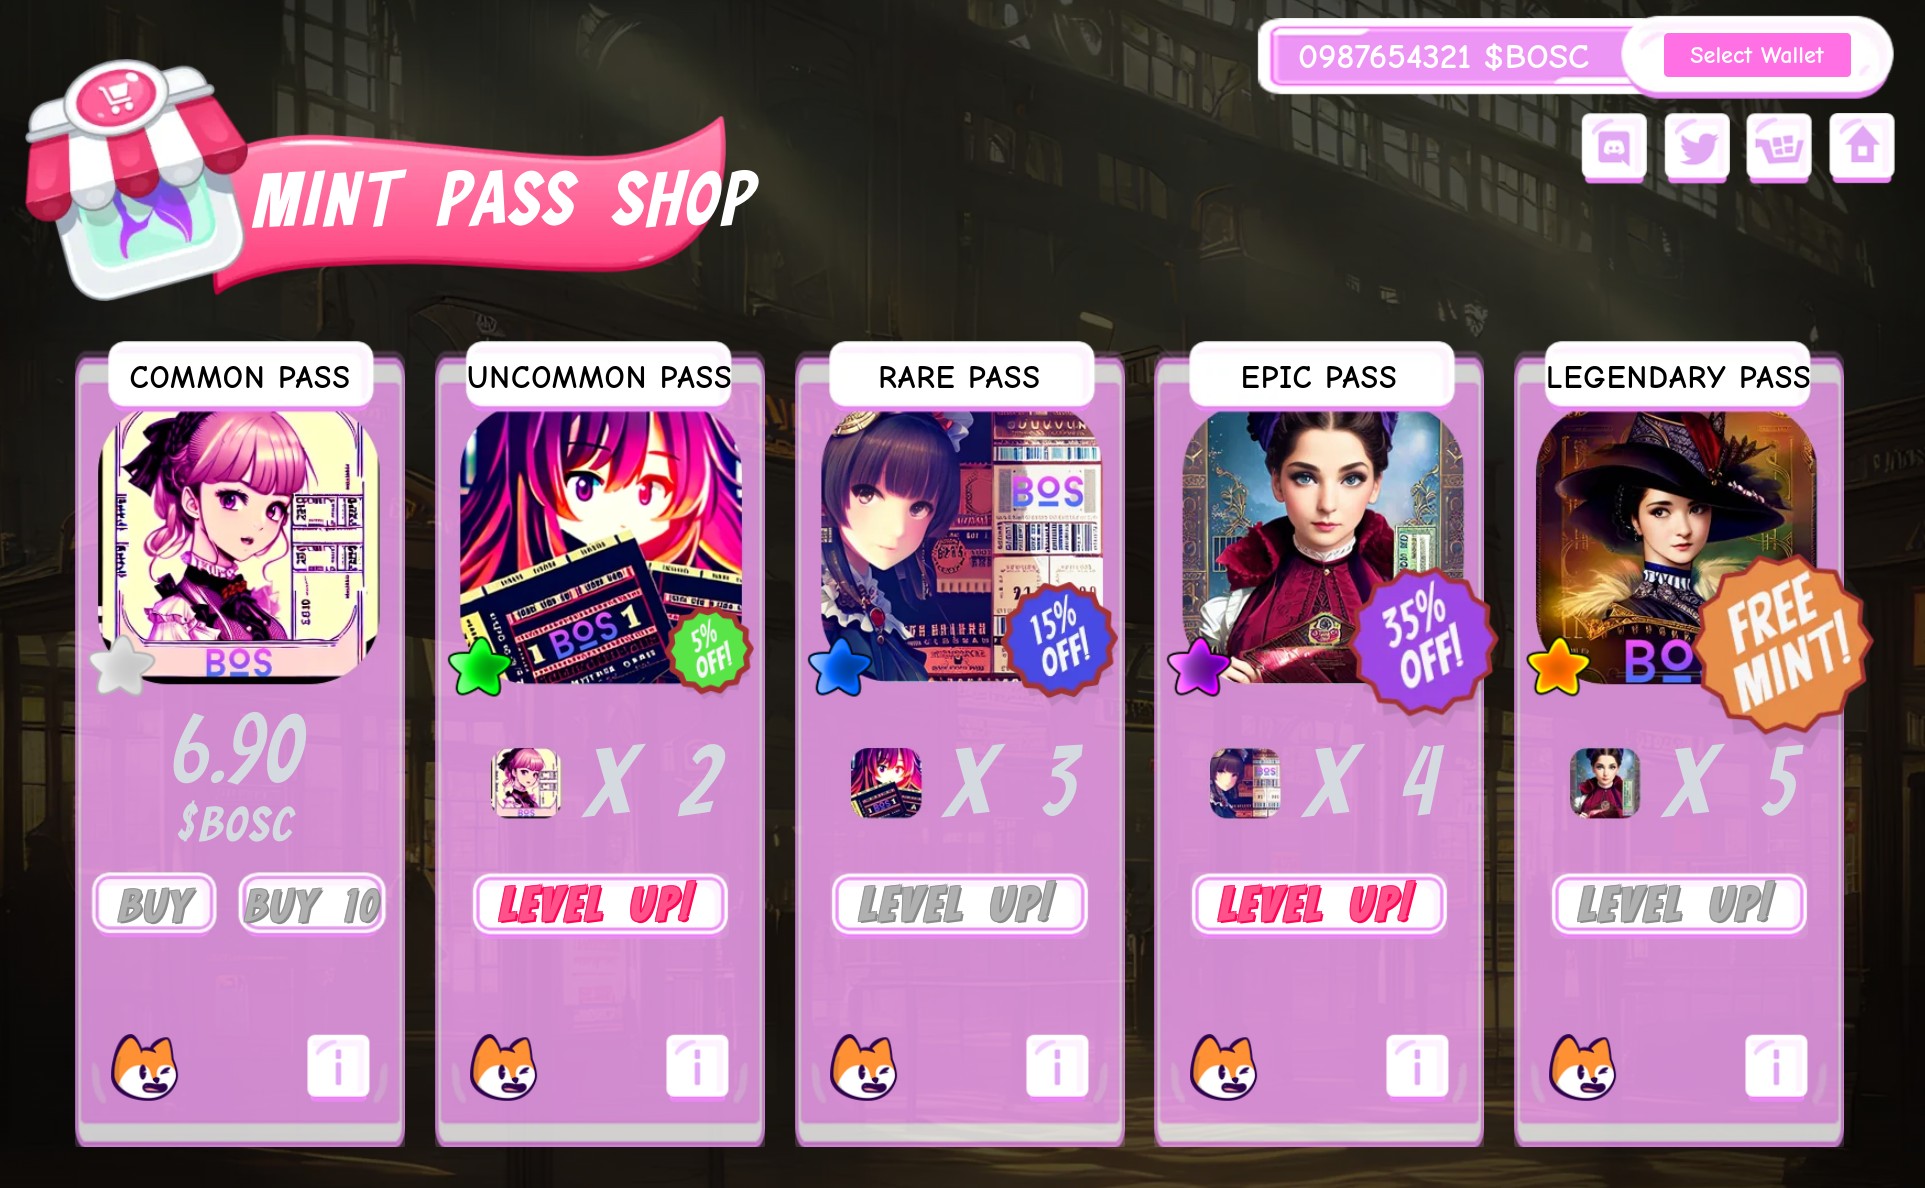 0987654321 $BOSC
Select Wallet
MINT PASS SHOP
COMMON PASS
UNCOMMON PASS
RARE PASS
EPIC PASS
LEGENDARY PASS
BOS
1 BOS 1
5%
OFF!
BOS
15%
OFF!
35%
OFF!
BO
FREE
MINT!
6.90
$BOSC
X 2
X 3
X 4
X 5
BUY
BUY 10
LEVEL UP!
LEVEL UP!
LEVEL UP!
LEVEL UP!
i
i
i
i
i